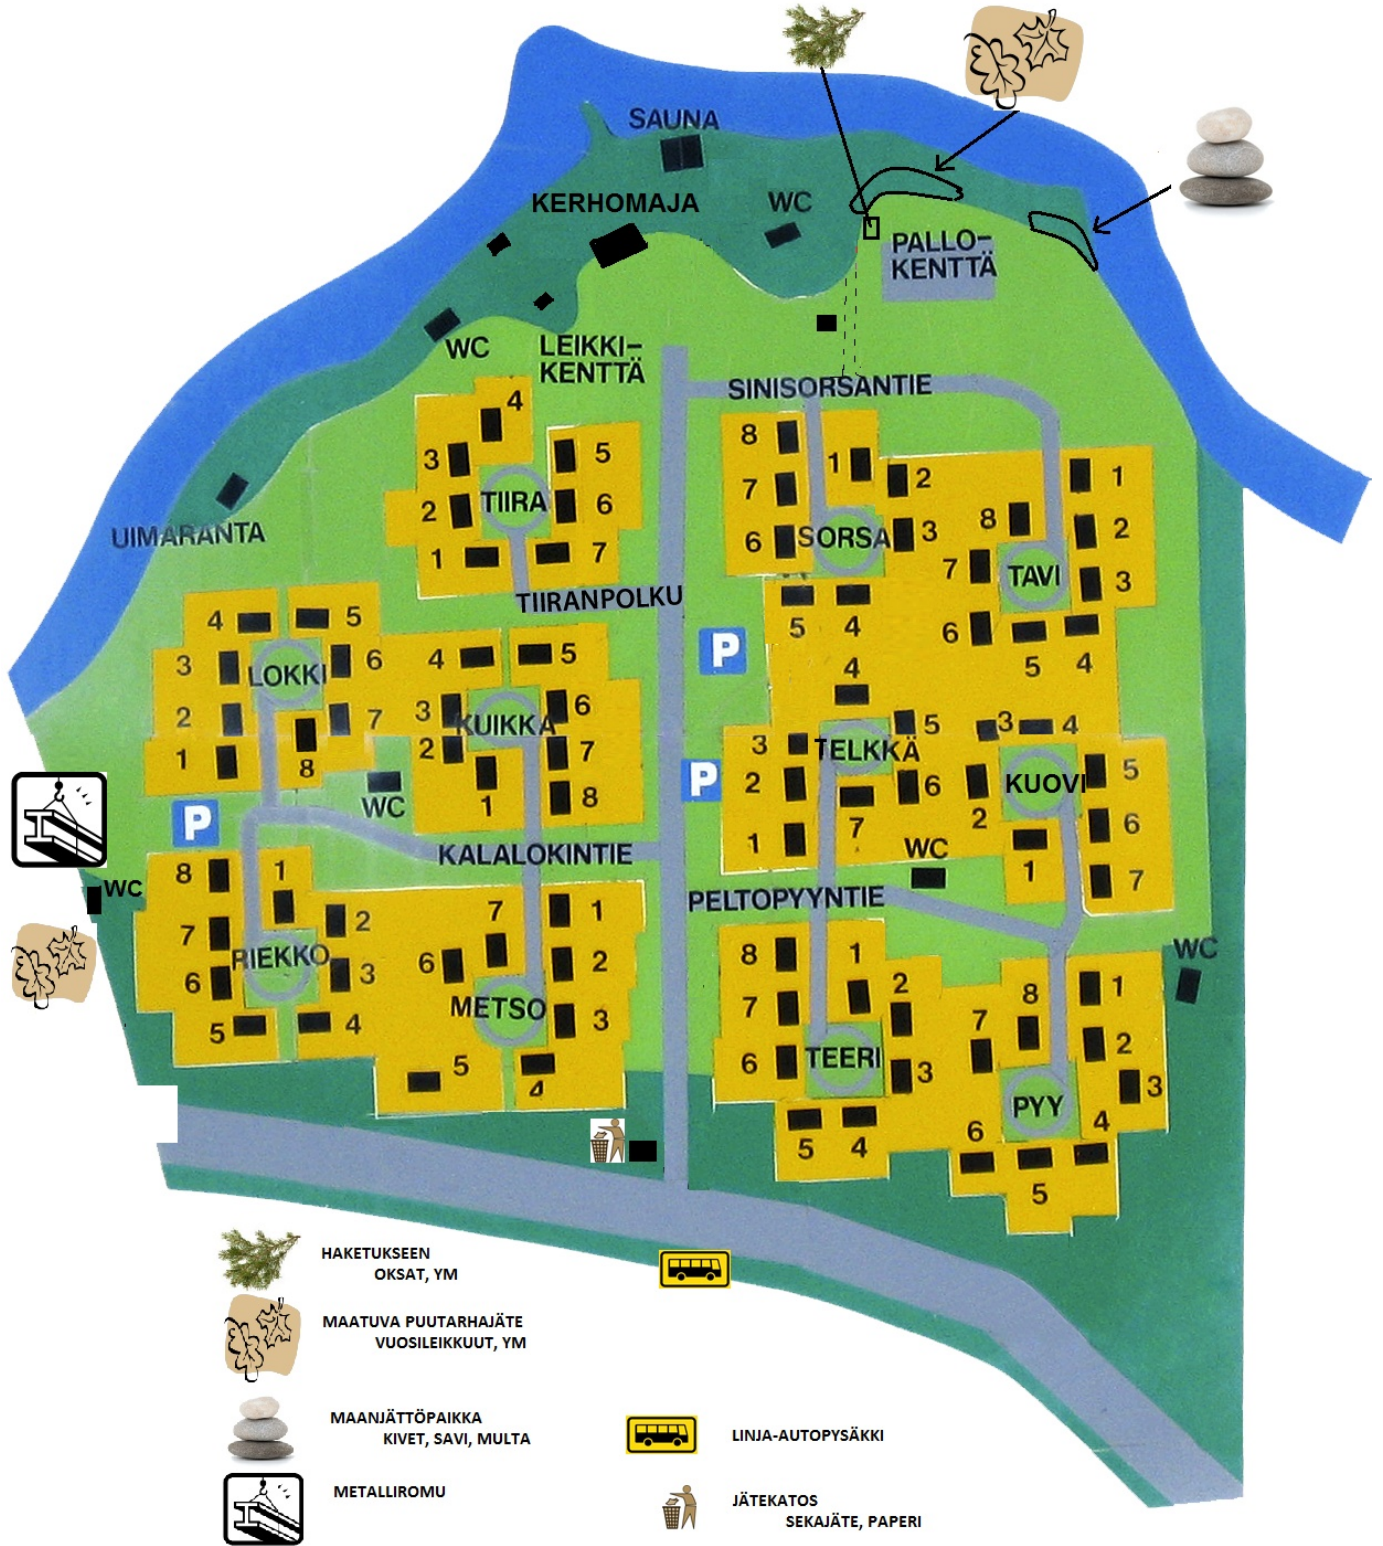 SAUNA
KERHOMAJA
WC
PALLO-
KENTTÄ
WC
LEIKKI-
KENTTÄ
UIMARANTA
SINISORSANTIE
4
3
5
2
TIIRA
6
1
7
TIIRANPOLKU
8
1
2
7
6
SORSA
3
5
4
1
8
2
7
TAVI
3
6
5
4
4
5
3
LOKKI
6
2
7
1
8
WC
4
5
3
KUIKKA
6
2
7
1
8
P
P
P
KALALOKINTIE
4
3
TELKKÄ
5
2
6
1
7
WC
3
4
KUOVI
5
2
6
1
7
PELTOPYYNTIE
WC
8
1
7
2
RIEKKO
6
3
5
4
7
1
6
2
METSO
3
5
4
8
1
2
7
6
TEERI
3
5
4
WC
8
1
7
2
3
PYY
6
4
5
HAKETUKSEEN
OKSAT, YM
MAATUVA PUUTARHAJÄTE
VUOSILEIKKUUT, YM
MAANJÄTTÖPAIKKA
KIVET, SAVI, MULTA
METALLIROMU
LINJA-AUTOPYSÄKKI
JÄTEKATOS
SEKAJÄTE, PAPERI